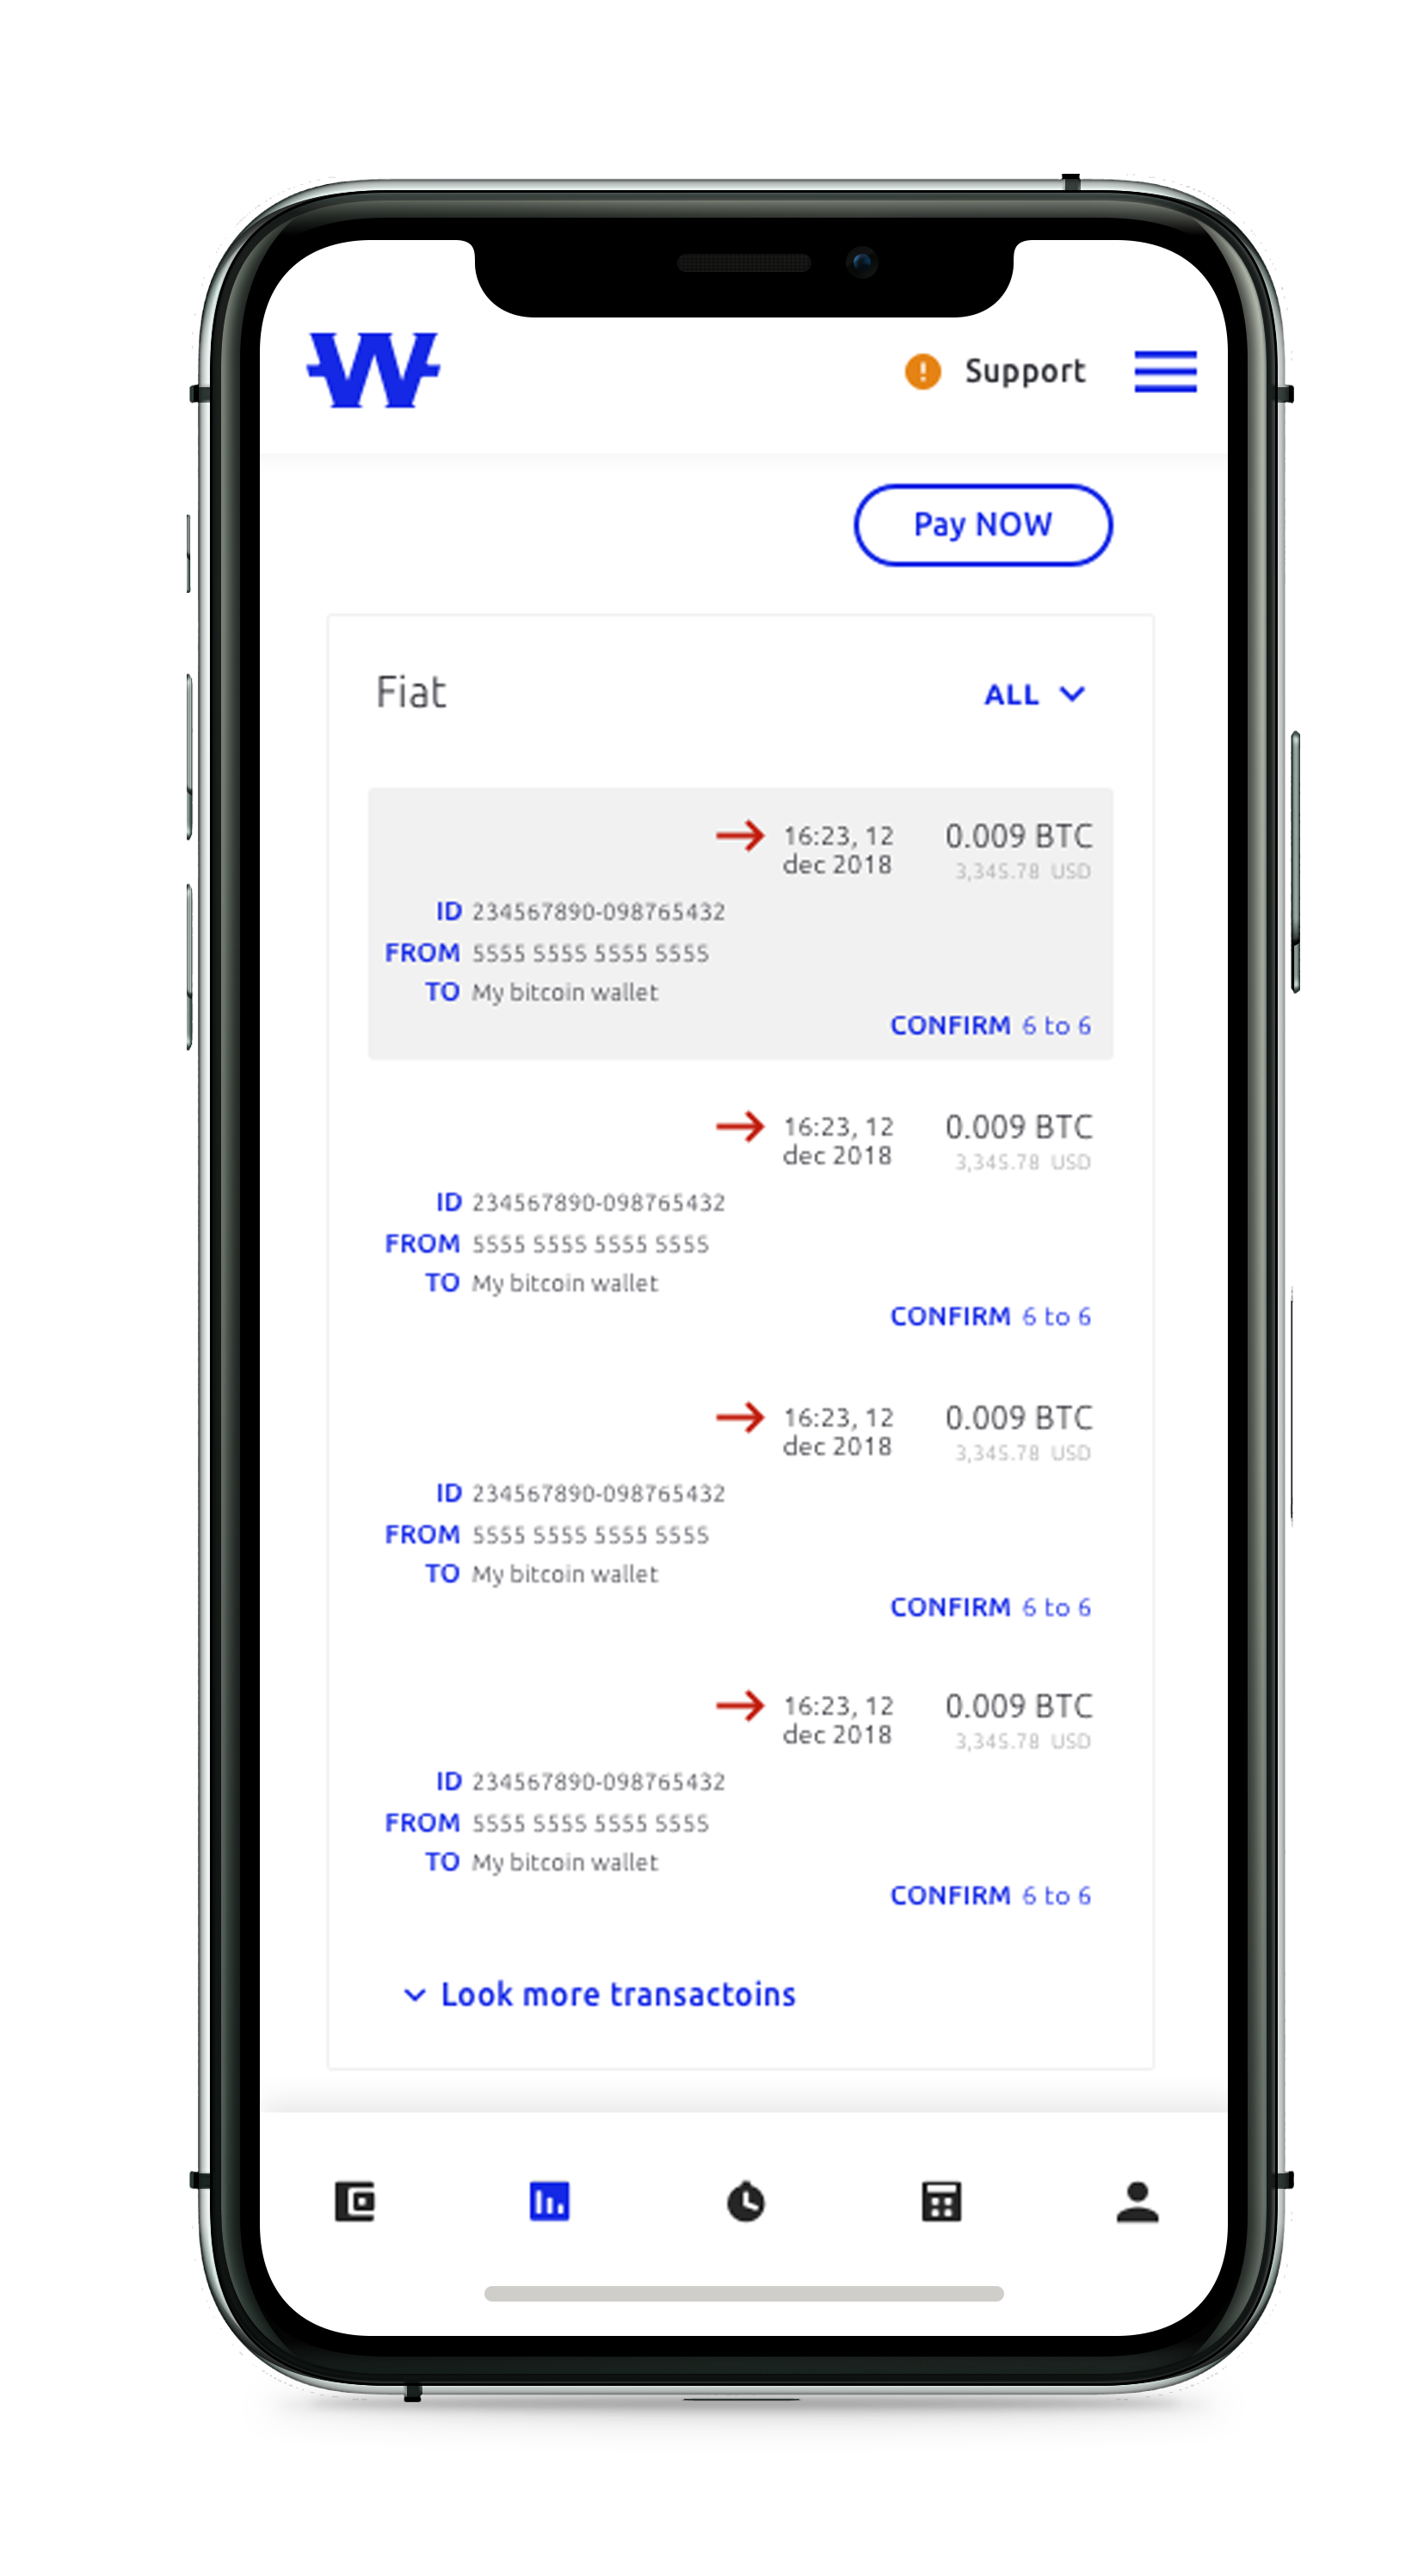 W
Support
Pay NOW
Fiat
ALL
16:23, 12
dec 2018
0.009 BTC
3,345.78 USD
ID 234567890-098765432
FROM 5555 5555 5555 5555
TO My bitcoin wallet
CONFIRM 6 to 6
16:23, 12
dec 2018
0.009 BTC
3,345.78 USD
ID 234567890-098765432
FROM 5555 5555 5555 5555
TO My bitcoin wallet
CONFIRM 6 to 6
16:23, 12
dec 2018
0.009 BTC
3,345.78 USD
ID 234567890-098765432
FROM 5555 5555 5555 5555
TO My bitcoin wallet
CONFIRM 6 to 6
16:23, 12
dec 2018
0.009 BTC
3,345.78 USD
ID 234567890-098765432
FROM 5555 5555 5555 5555
TO My bitcoin wallet
CONFIRM 6 to 6
Look more transactoins